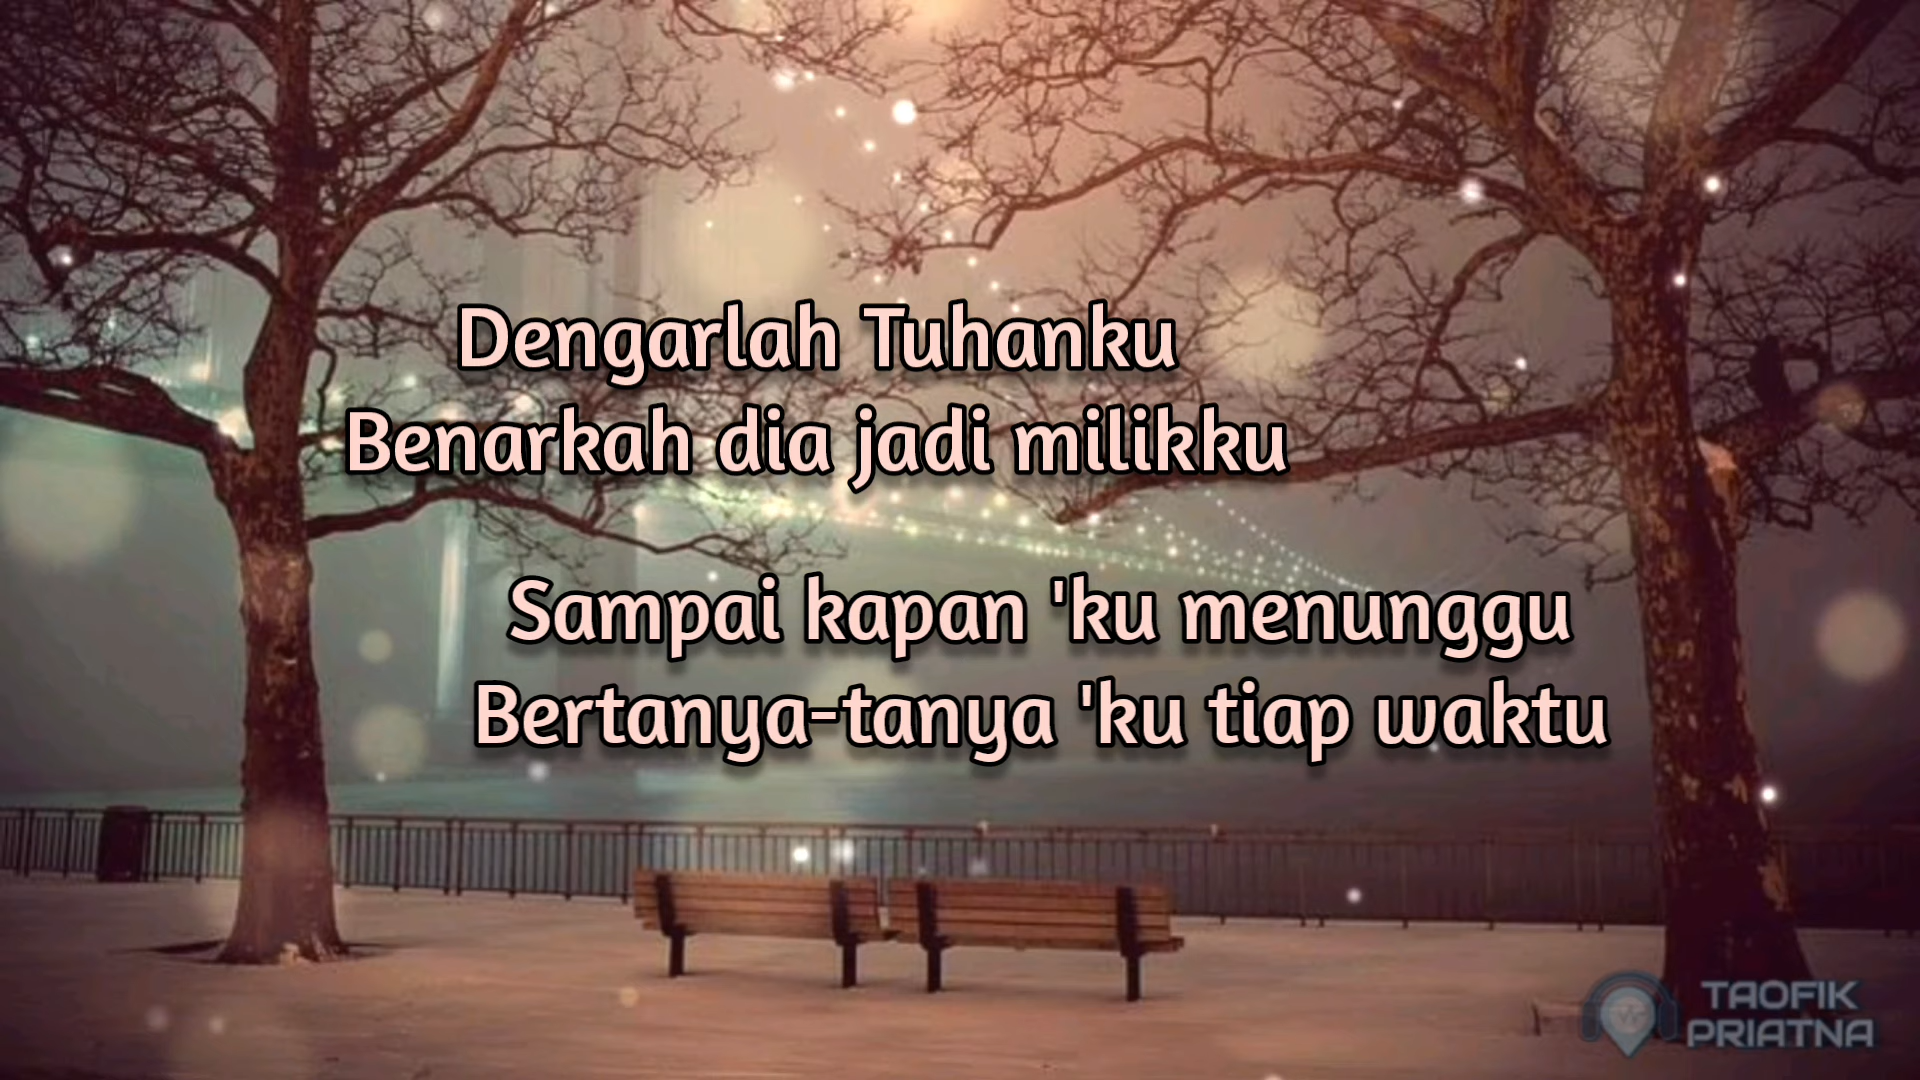 Dengarlah Tuhanku
Benarkah dia jadi milikku
Sampai kapan 'ku menunggu
Bertanya-tanya 'ku tiap waktu
TAOFIK
PRIATNA